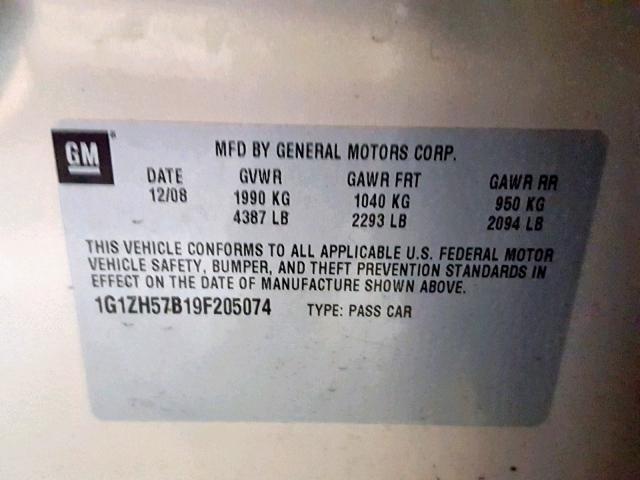 GM®
MFD BY GENERAL MOTORS CORP.
DATE GVWR GAWR FRT GAWR RR
12/08 1990 KG 1040 KG 950 KG
4387 LB 2293 LB 2094 LB
THIS VEHICLE CONFORMS TO ALL APPLICABLE U.S. FEDERAL MOTOR
VEHICLE SAFETY, BUMPER, AND THEFT PREVENTION STANDARDS IN
EFFECT ON THE DATE OF MANUFACTURE SHOWN ABOVE.
1G1ZH57B19F205074 TYPE: PASS CAR